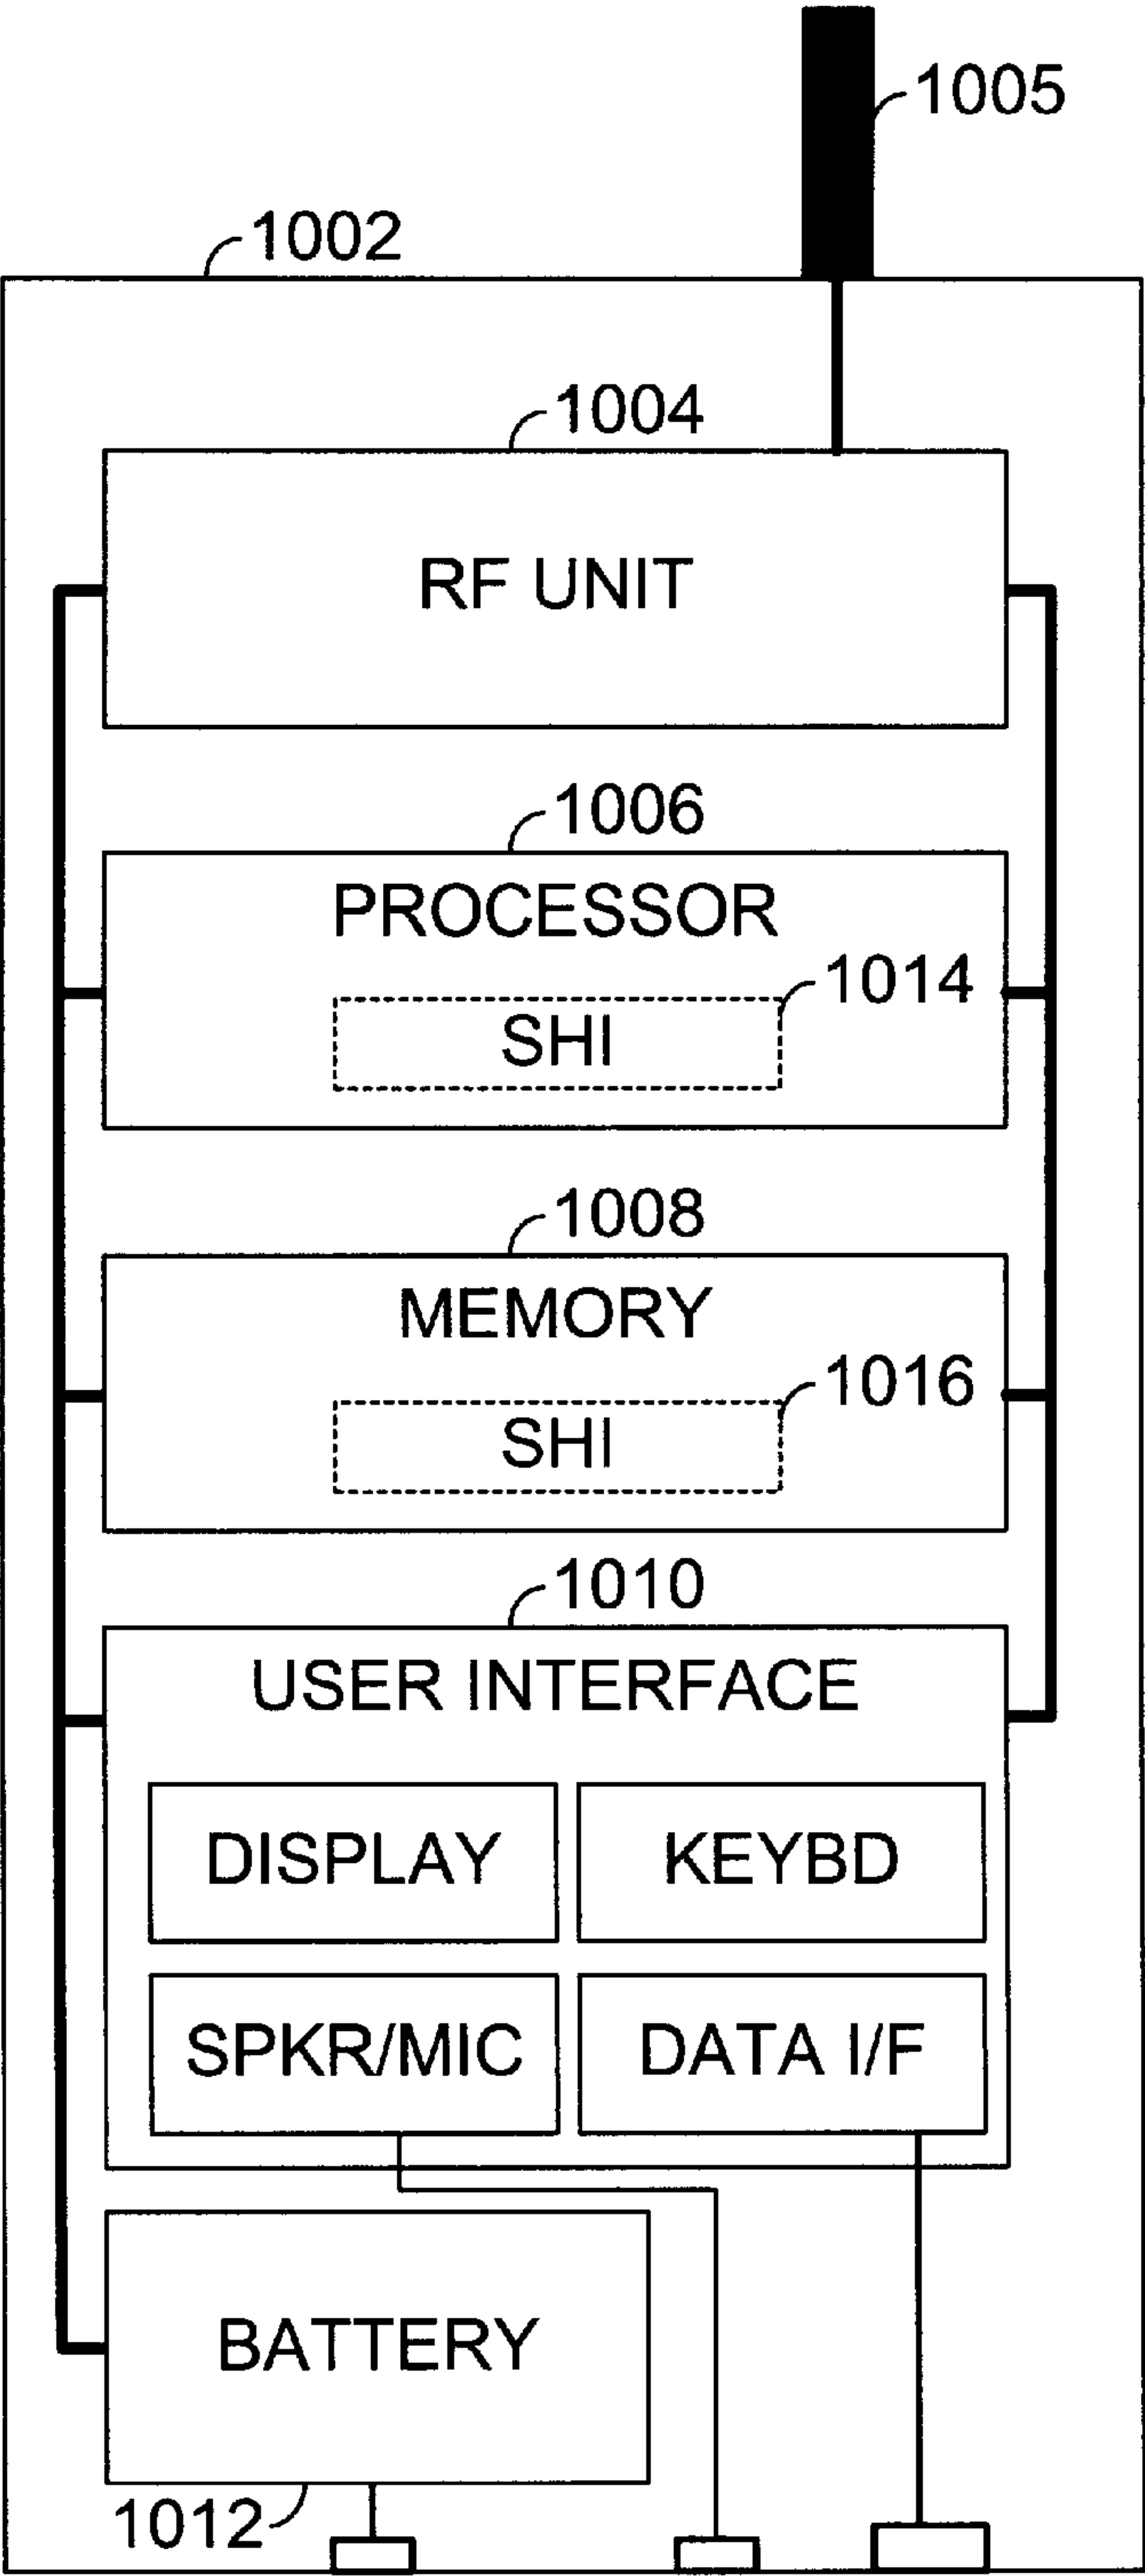 1005
1002
1004
RF UNIT
1006
PROCESSOR
1014
SHI
1008
MEMORY
1016
SHI
1010
USER INTERFACE
DISPLAY KEYBD
SPKR/MIC DATA I/F
BATTERY
1012